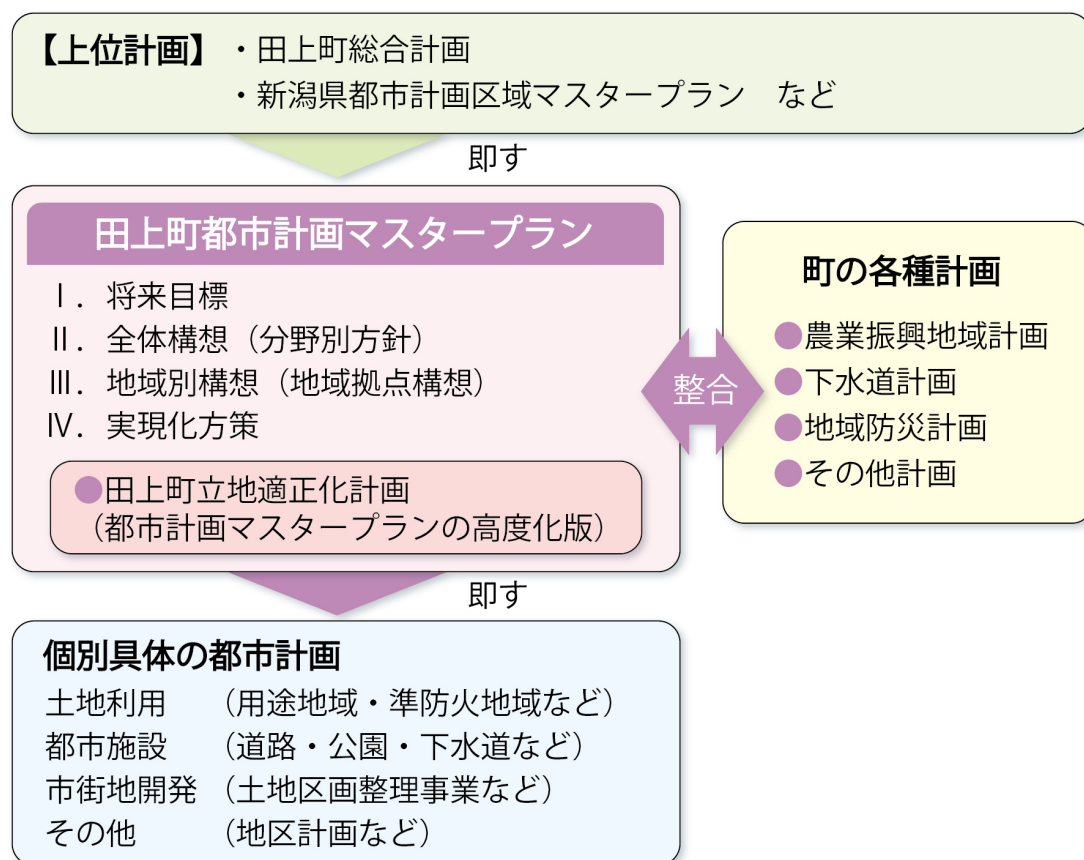 【上位計画】 ・田上町総合計画
・新潟県都市計画区域マスタープラン　など
即す
田上町都市計画マスタープラン
Ⅰ．将来目標
Ⅱ．全体構想（分野別方針）
Ⅲ．地域別構想（地域拠点構想）
Ⅳ．実現化方策
●田上町立地適正化計画
（都市計画マスタープランの高度化版）
整合
町の各種計画
●農業振興地域計画
●下水道計画
●地域防災計画
●その他計画
即す
個別具体の都市計画
土地利用　（用途地域・準防火地域など）
都市施設　（道路・公園・下水道など）
市街地開発（土地区画整理事業など）
その他　　（地区計画など）